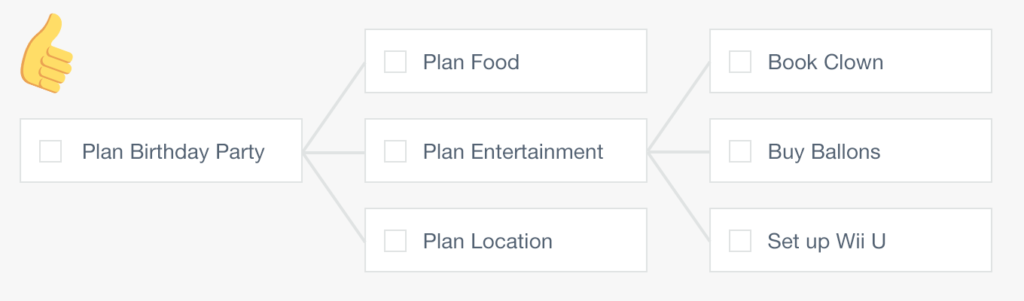 Plan Birthday Party
Plan Food
Plan Entertainment
Plan Location
Book Clown
Buy Ballons
Set up Wii U